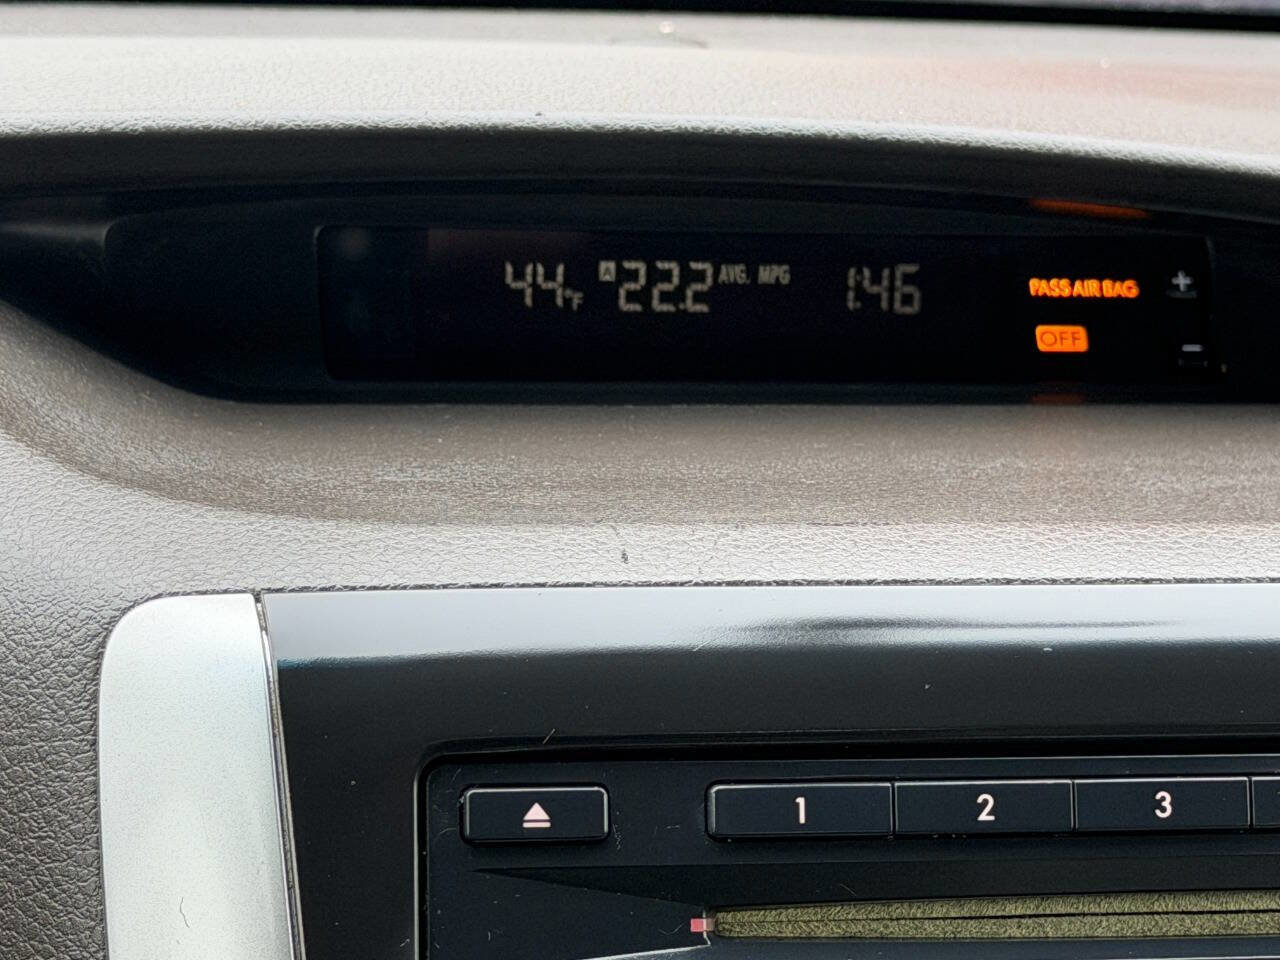 44°F A 22.2 AVG. MPG 1:46 PASS AIR BAG +
OFF -
1 2 3